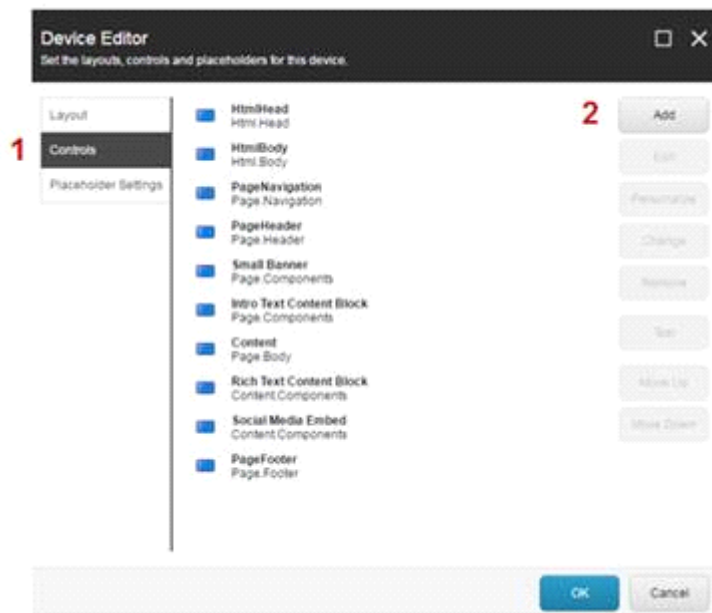 Device Editor
Set the layouts, controls and placeholders for this device.
Layout
1
Controls
Placeholder Settings
HtmlHead
Html.Head
HtmlBody
Html.Body
PageNavigation
Page.Navigation
PageHeader
Page.Header
Small Banner
Page.Components
Intro Text Content Block
Page.Components
Content
Page.Body
Rich Text Content Block
Content.Components
Social Media Embed
Content.Components
PageFooter
Page.Footer
2
Add
Edit
Personalize
Change
Remove
Test
Move Up
Move Down
OK
Cancel